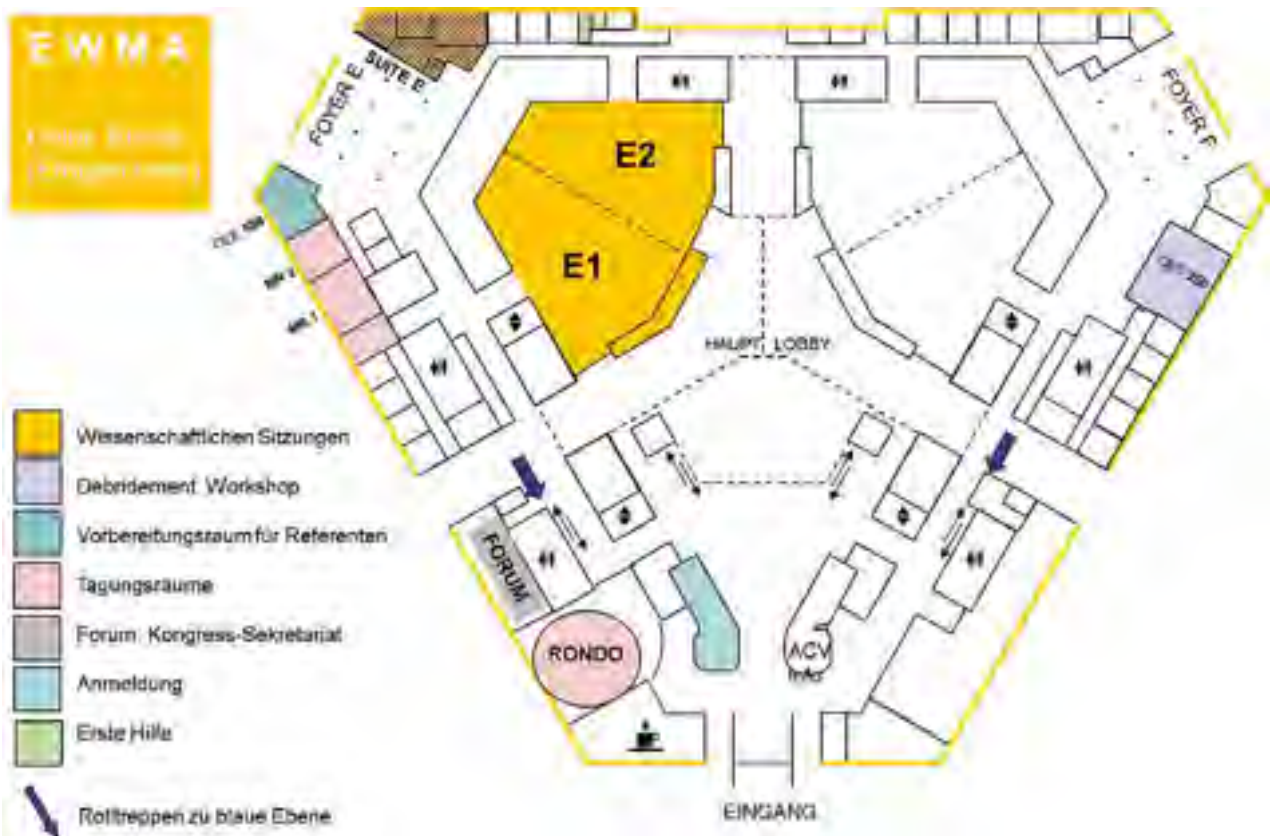 EWMA
SUITE E
FOYER E
FOYER F
E2
E1
HAUPT LOBBY
FORUM
RONDO
ACV
Info
EINGANG
Wissenschaftlichen Sitzungen
Debridement Workshop
Vorbereitungsraum für Referenten
Tagungsräume
Forum Kongress-Sekretariat
Anmeldung
Erste Hilfe
Rolltreppen zu blaue Ebene